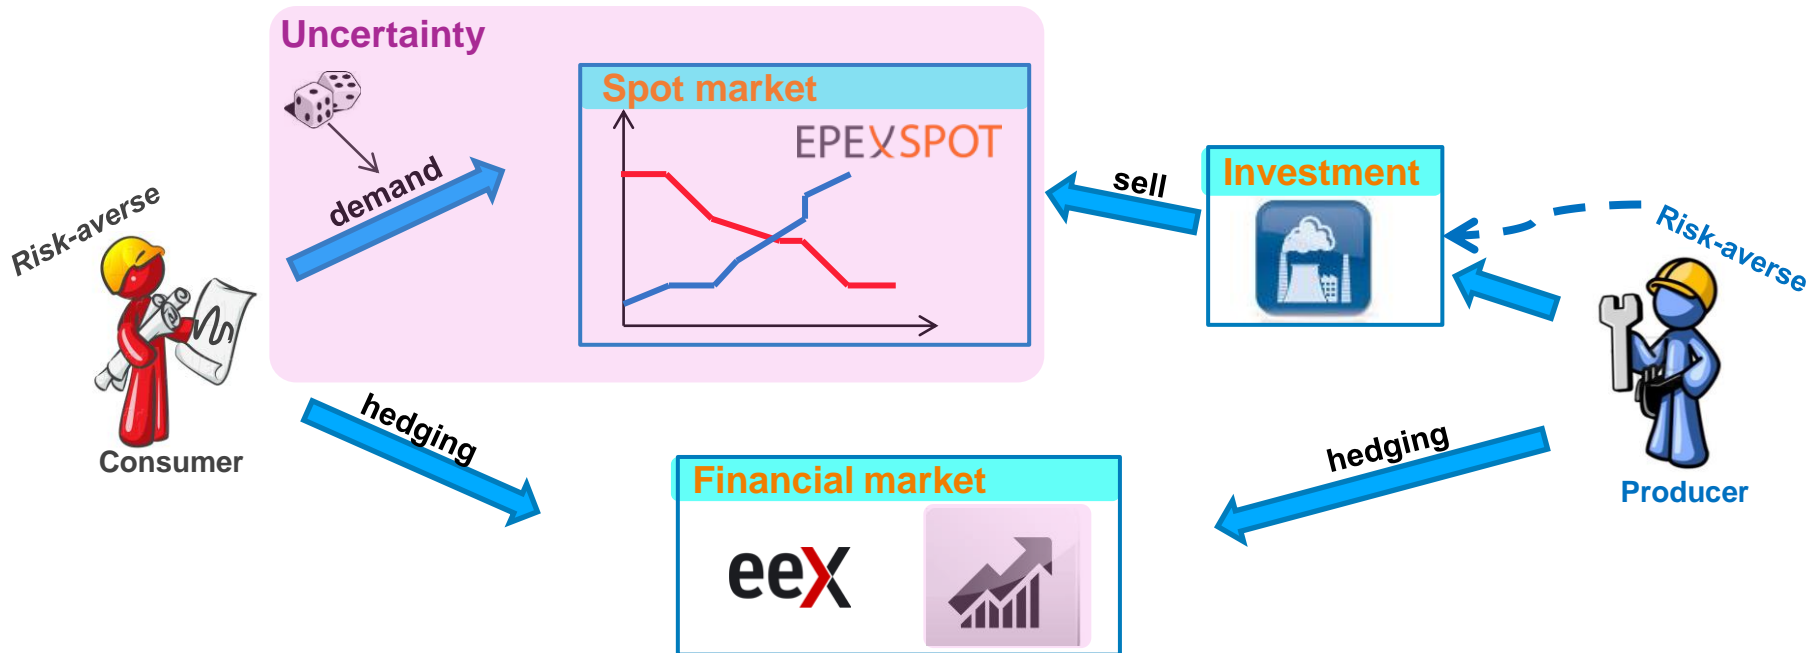 Uncertainty
Spot market
EPEXSPOT
demand
Risk-averse
Consumer
sell
Investment
Risk-averse
Producer
hedging
hedging
Financial market
eex